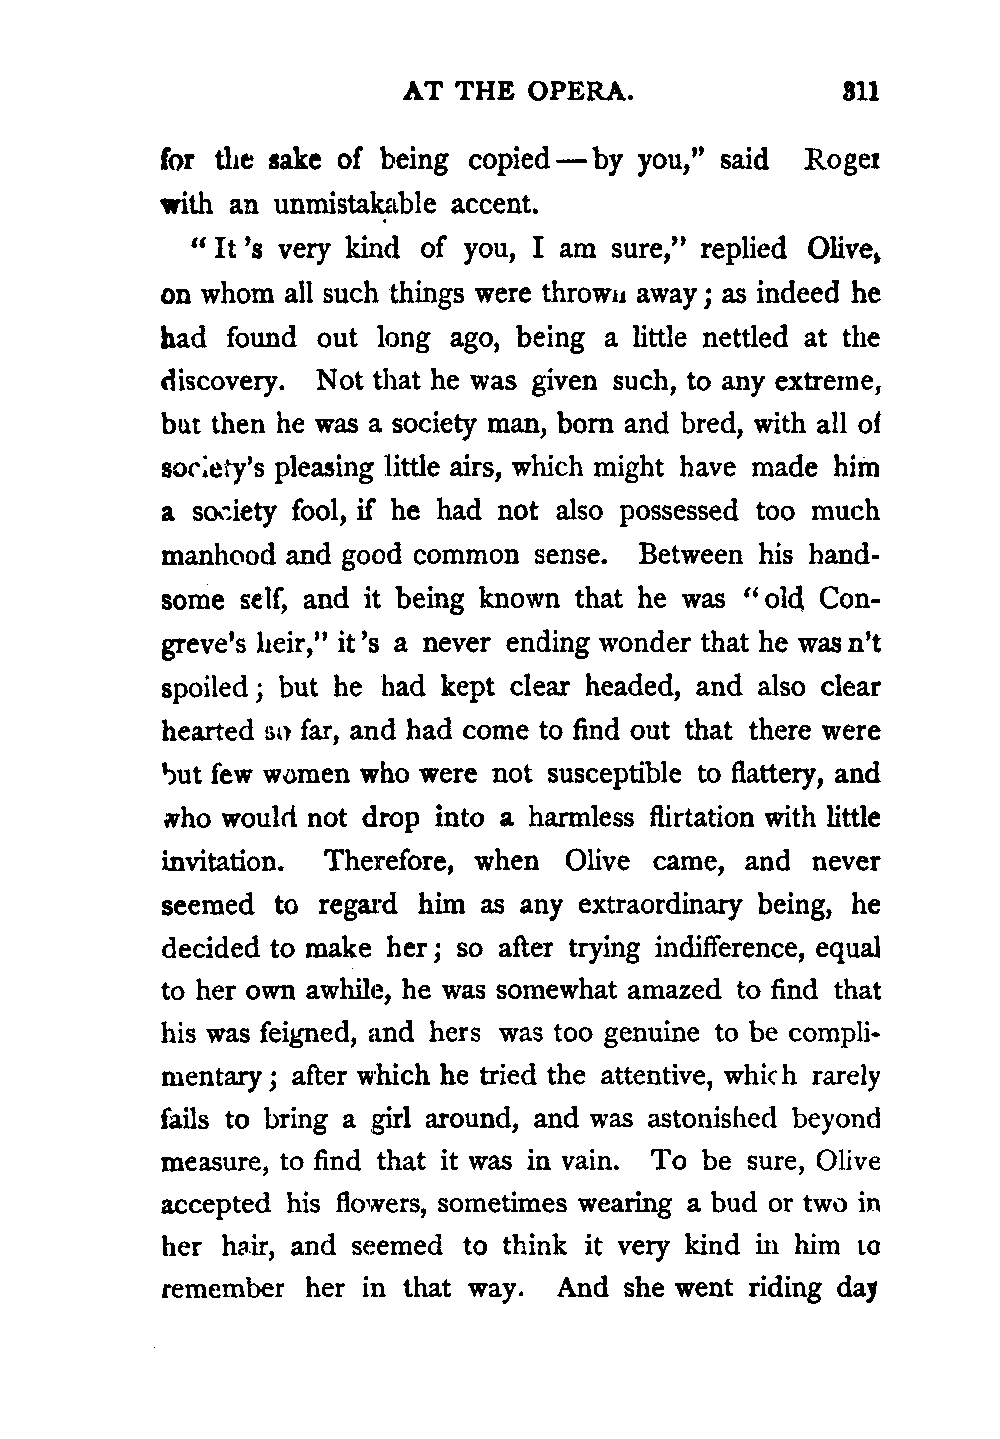 AT THE OPERA. 311
for the sake of being copied — by you," said Roger
with an unmistakable accent.
"It's very kind of you, I am sure," replied Olive,
on whom all such things were thrown away; as indeed he
had found out long ago, being a little nettled at the
discovery. Not that he was given such, to any extreme,
but then he was a society man, born and bred, with all of
society's pleasing little airs, which might have made him
a society fool, if he had not also possessed too much
manhood and good common sense. Between his hand-
some self, and it being known that he was "old Con-
greve's heir," it's a never ending wonder that he wasn't
spoiled; but he had kept clear headed, and also clear
hearted so far, and had come to find out that there were
but few women who were not susceptible to flattery, and
who would not drop into a harmless flirtation with little
invitation. Therefore, when Olive came, and never
seemed to regard him as any extraordinary being, he
decided to make her; so after trying indifference, equal
to her own awhile, he was somewhat amazed to find that
his was feigned, and hers was too genuine to be compli-
mentary; after which he tried the attentive, which rarely
fails to bring a girl around, and was astonished beyond
measure, to find that it was in vain. To be sure, Olive
accepted his flowers, sometimes wearing a bud or two in
her hair, and seemed to think it very kind in him to
remember her in that way. And she went riding day